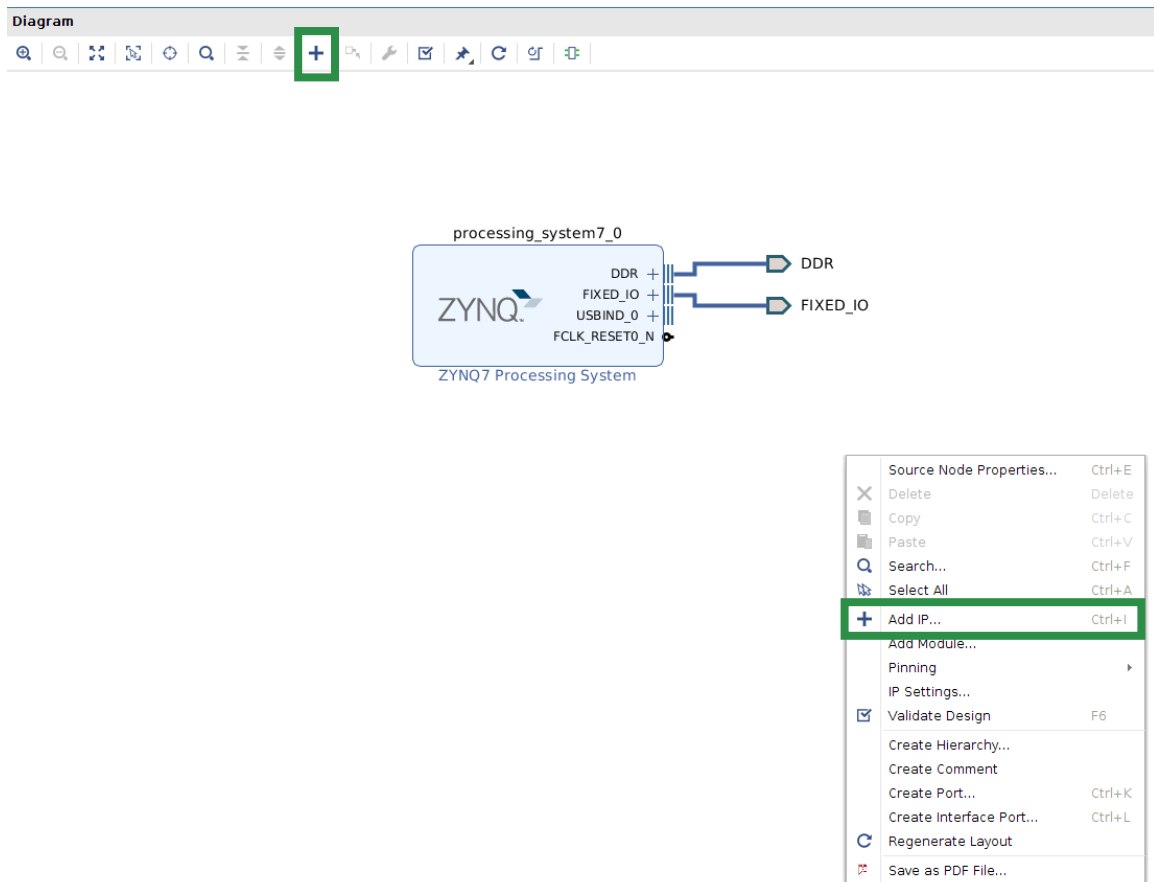 Diagram
processing_system7_0
DDR
FIXED_IO
USBIND_0
FCLK_RESET0_N
ZYNQ
ZYNQ7 Processing System
DDR
FIXED_IO
Source Node Properties... Ctrl+E
Delete Delete
Copy Ctrl+C
Paste Ctrl+V
Search... Ctrl+F
Select All Ctrl+A
Add IP... Ctrl+I
Add Module...
Pinning
IP Settings...
Validate Design F6
Create Hierarchy...
Create Comment
Create Port... Ctrl+K
Create Interface Port... Ctrl+L
Regenerate Layout
Save as PDF File...